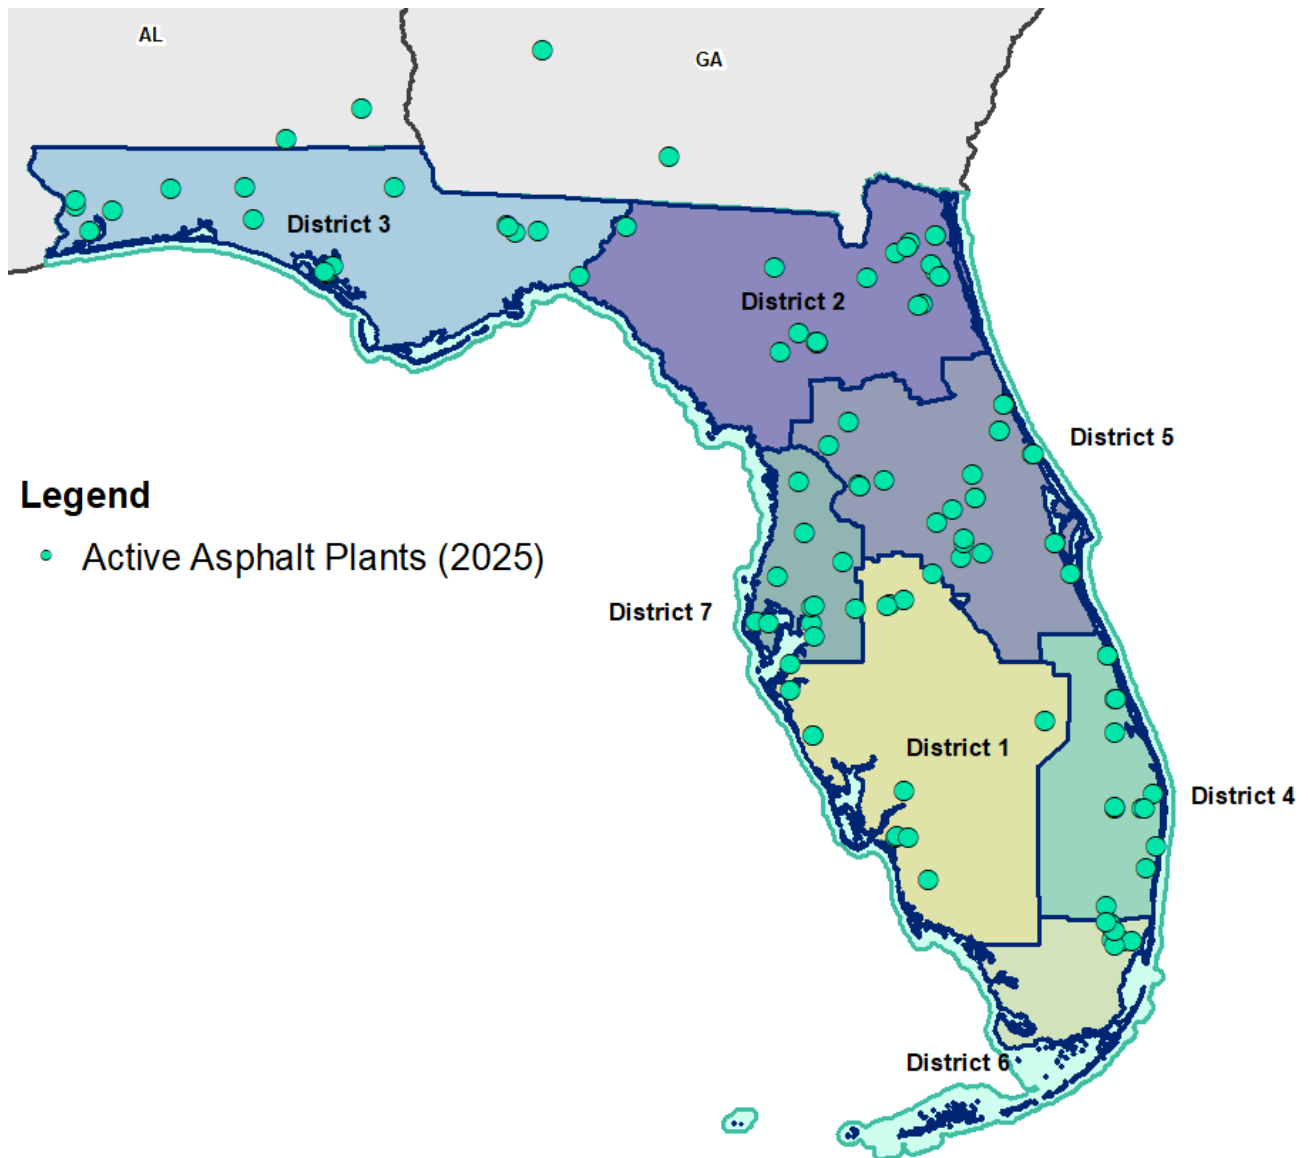 AL
GA
District 3
District 2
District 5
Legend
Active Asphalt Plants (2025)
District 7
District 1
District 4
District 6